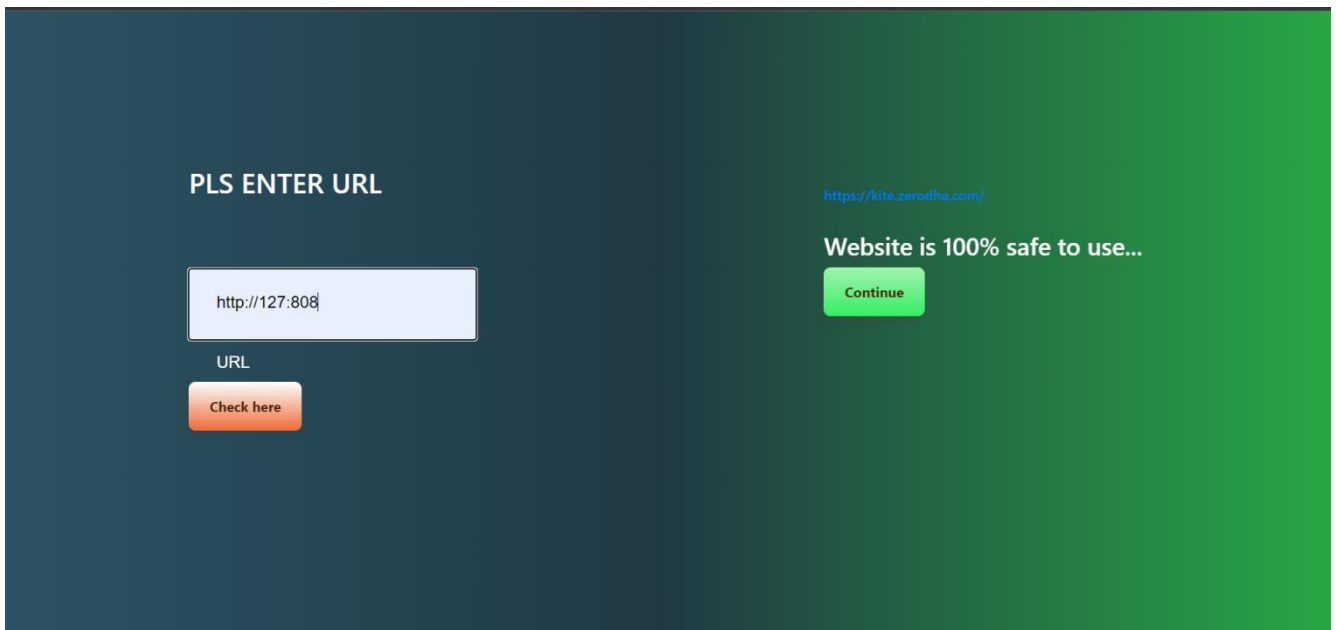 PLS ENTER URL
http://127:808
URL
Check here
https://kite.zerodha.com/
Website is 100% safe to use...
Continue